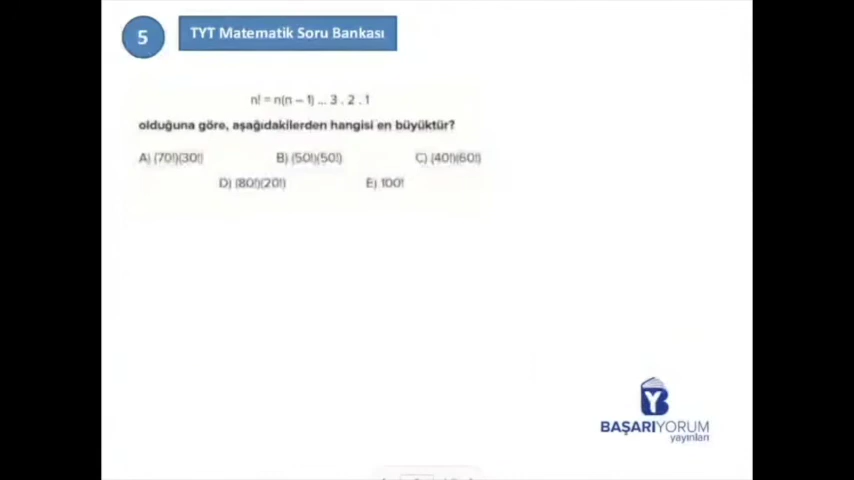 5
TYT Matematik Soru Bankası
n! = n(n – 1) ... 3 . 2 . 1
olduğuna göre, aşağıdakilerden hangisi en büyüktür?
A) (70!)(30!) B) (50!)(50!) C) (40!)(60!)
D) (80!)(20!) E) 100!
BAŞARIYORUM
yayınları